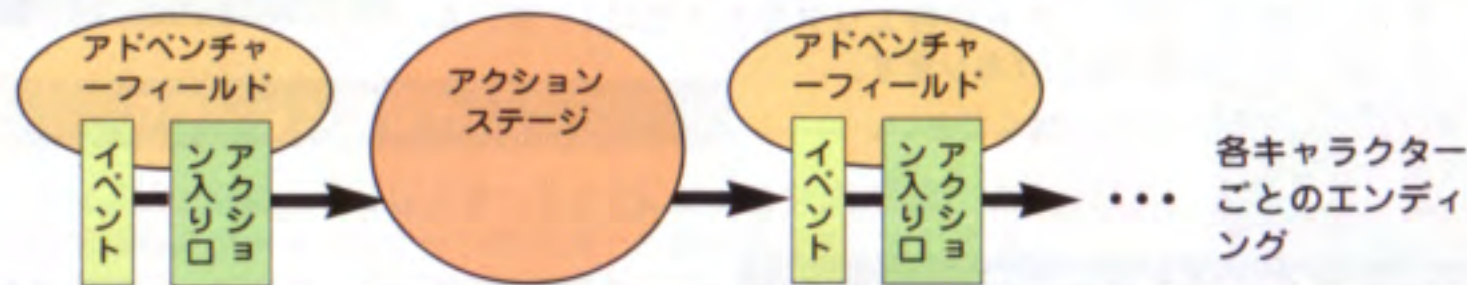 アドベンチャ
ーフィールド
イベント
アクショ
ン入り口
アクション
ステージ
アドベンチャ
ーフィールド
イベント
アクショ
ン入り口
・・・
各キャラクター
ごとのエンディ
ング